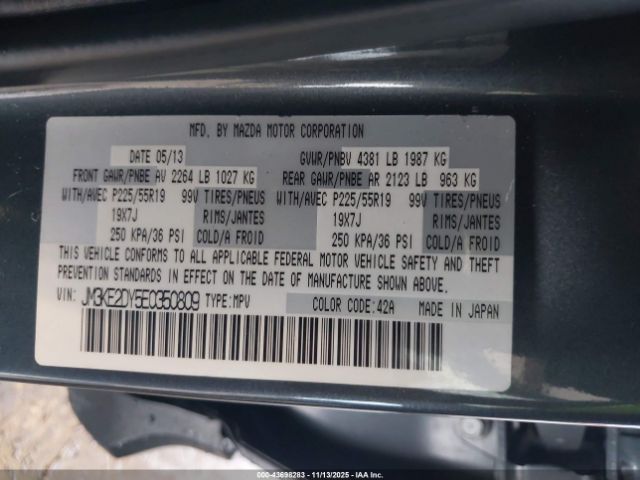 MFD. BY MAZDA MOTOR CORPORATION
DATE 05/13 GVWR/PNBV 4381 LB 1987 KG
FRONT GAWR/PNBE AV 2264 LB 1027 KG REAR GAWR/PNBE AR 2123 LB 963 KG
WITH/AVEC P225/55R19 99V TIRES/PNEUS WITH/AVEC P225/55R19 99V TIRES/PNEUS
19X7J RIMS/JANTES 19X7J RIMS/JANTES
250 KPA/36 PSI COLD/A FROID 250 KPA/36 PSI COLD/A FROID
THIS VEHICLE CONFORMS TO ALL APPLICABLE FEDERAL MOTOR VEHICLE SAFETY AND THEFT
PREVENTION STANDARDS IN EFFECT ON THE DATE OF MANUFACTURE SHOWN ABOVE.
VIN: JM3KE2DY5E0350809 TYPE:MPV COLOR CODE:42A MADE IN JAPAN
000-43698283 - 11/13/2025 - IAAI Inc.